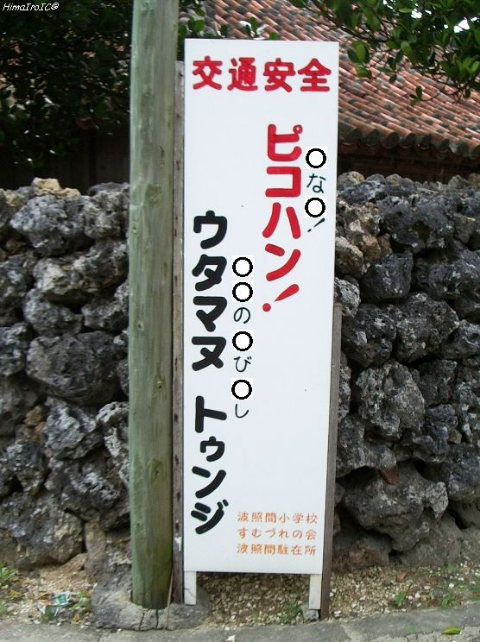 HimaIroIC@
交通安全
ピコハン!
○な○!
ウタマヌ トゥンジ
○○の○び○し
波照間小学校
すむづれの会
波照間駐在所